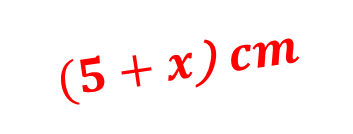 (5 + x) cm